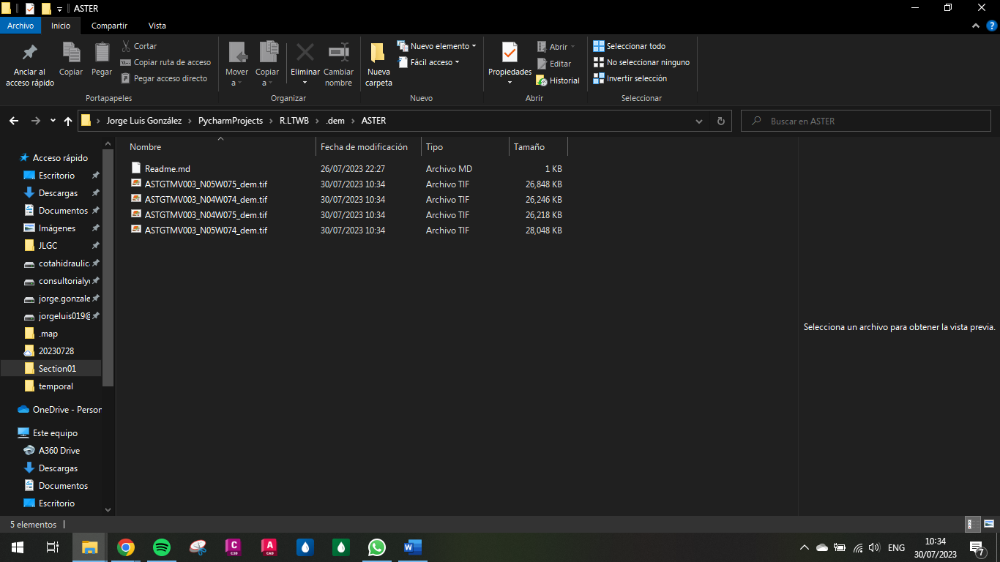 ASTER
Archivo Inicio Compartir Vista
Anclar al acceso rápido
Copiar
Pegar
Cortar
Copiar ruta de acceso
Pegar acceso directo
Portapapeles
Mover a
Copiar a
Eliminar
Cambiar nombre
Organizar
Nueva carpeta
Nuevo elemento
Fácil acceso
Nuevo
Propiedades
Abrir
Editar
Historial
Abrir
Seleccionar todo
No seleccionar ninguno
Invertir selección
Seleccionar
Jorge Luis González > PycharmProjects > R.LTWB > .dem > ASTER
Buscar en ASTER
Acceso rápido
Escritorio
Descargas
Documentos
Imágenes
JLGC
cotahidraulic
consultorialy
jorge.gonzale
jorgeluis019@
.map
20230728
Section01
temporal
OneDrive - Person
Este equipo
A360 Drive
Descargas
Documentos
Escritorio
Nombre Fecha de modificación Tipo Tamaño
Readme.md 26/07/2023 22:27 Archivo MD 1 KB
ASTGTMV003_N05W075_dem.tif 30/07/2023 10:34 Archivo TIF 26,848 KB
ASTGTMV003_N04W074_dem.tif 30/07/2023 10:34 Archivo TIF 26,246 KB
ASTGTMV003_N04W075_dem.tif 30/07/2023 10:34 Archivo TIF 26,218 KB
ASTGTMV003_N05W074_dem.tif 30/07/2023 10:34 Archivo TIF 28,048 KB
Selecciona un archivo para obtener la vista previa.
5 elementos
C
C3D
A
CAD
W
ENG
10:34
30/07/2023
7